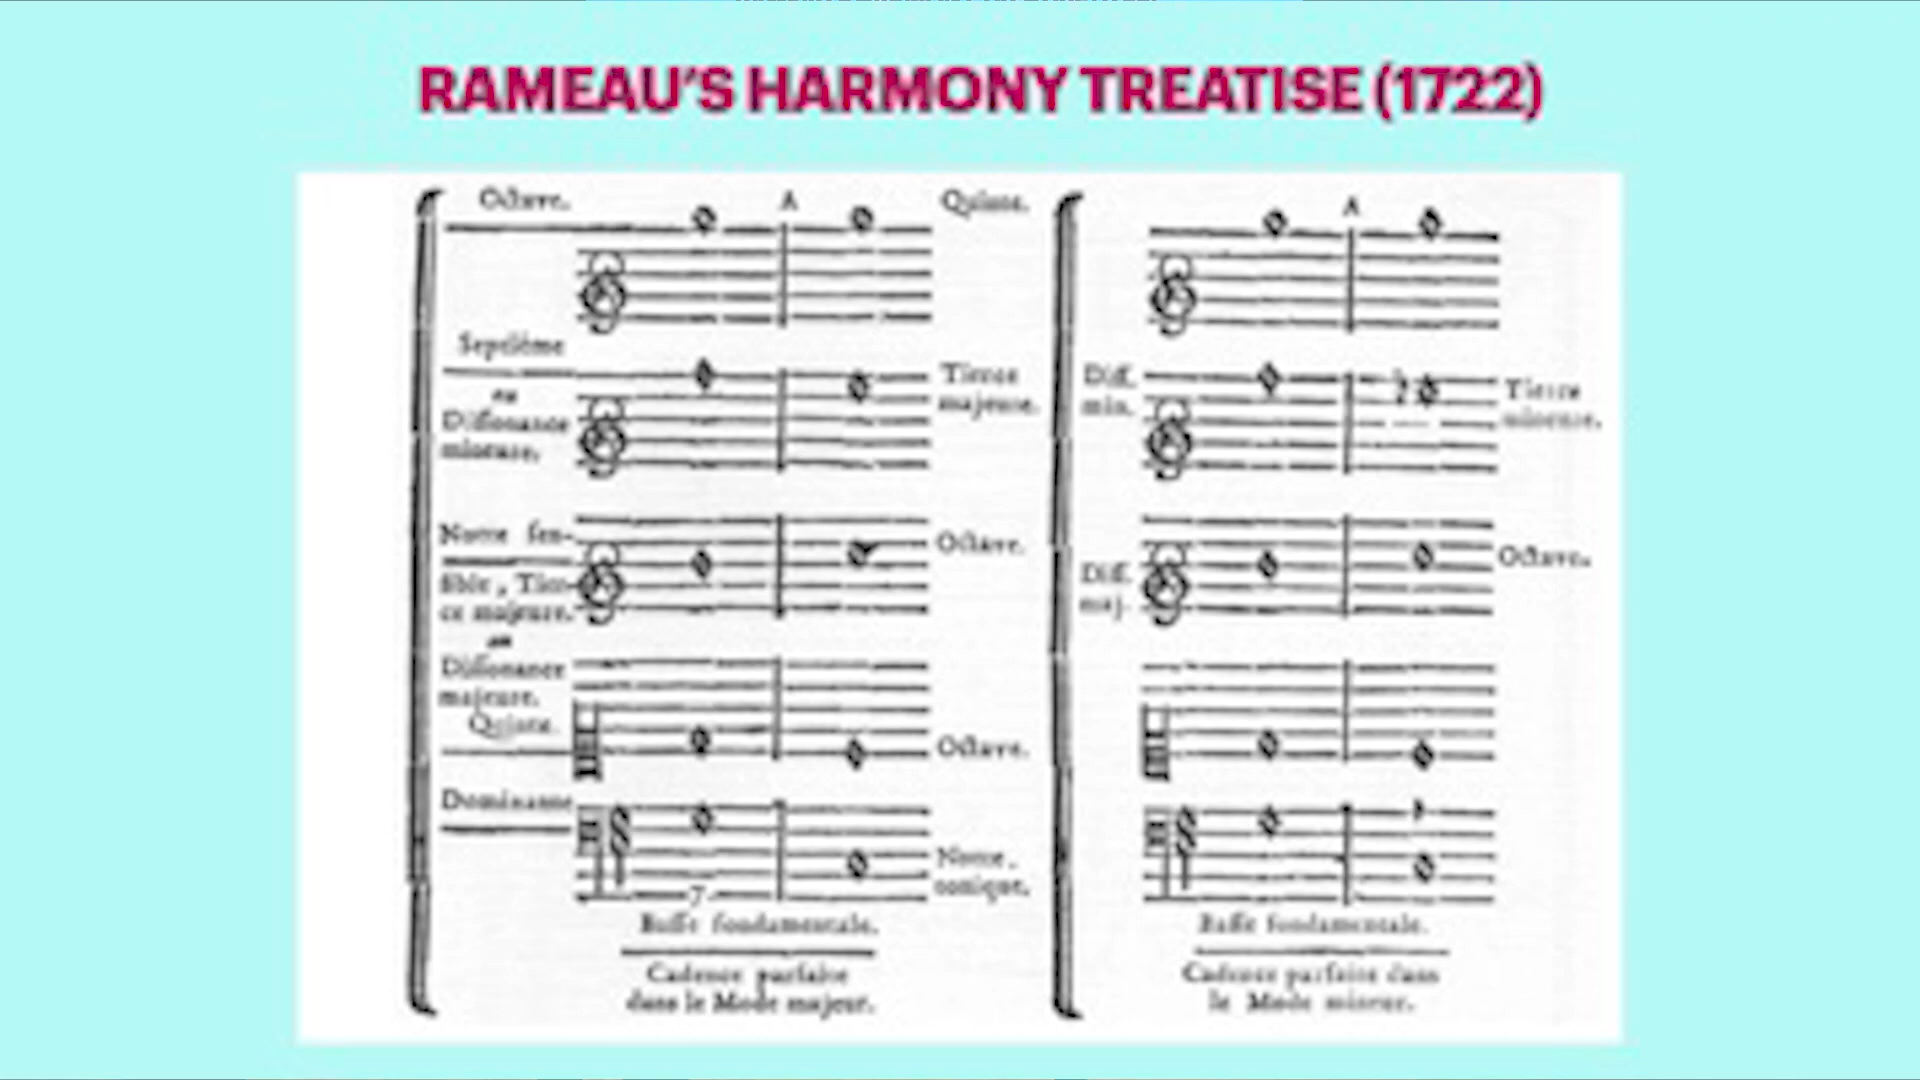 RAMEAU'S HARMONY TREATISE (1722)
Octave. A Quinte.
Septiéme
ou
Dissonance
mineure.
Tierce
majeure.
Notte sen-
sible, Tier-
ce majeure.
ou
Dissonance
majeure.
Octave.
Quinte.
Octave.
Dominante
Notte
tonique.
7
Basse fondamentale.
Cadence parfaite
dans le Mode majeur.
A
Diss.
min.
Tierce
mineure.
Diss.
maj.
Octave.
Basse fondamentale.
Cadence parfaite dans
le Mode mineur.